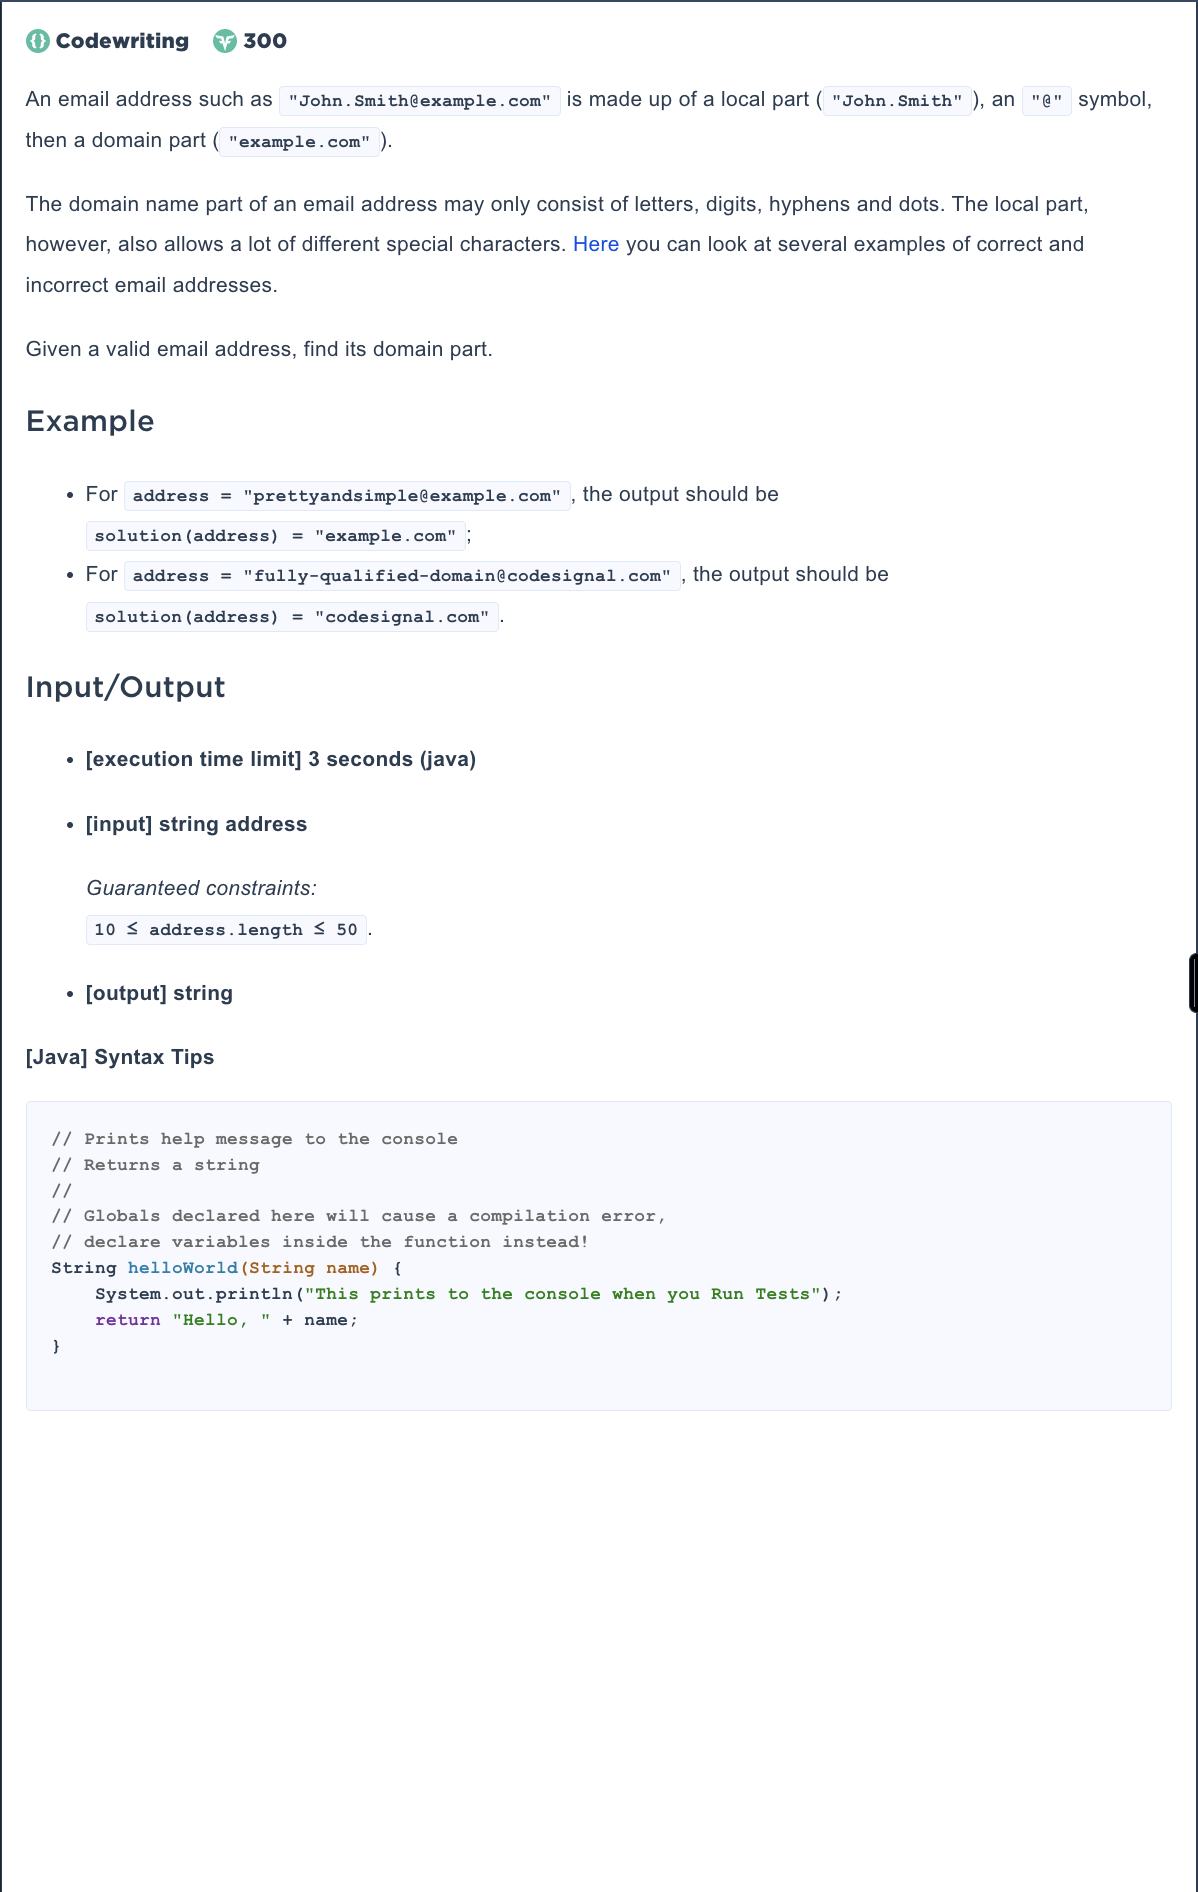 Codewriting 300
An email address such as "John.Smith@example.com" is made up of a local part ("John.Smith"), an "@" symbol,
then a domain part ("example.com").
The domain name part of an email address may only consist of letters, digits, hyphens and dots. The local part,
however, also allows a lot of different special characters. Here you can look at several examples of correct and
incorrect email addresses.
Given a valid email address, find its domain part.
Example
• For address = "prettyandsimple@example.com", the output should be
solution(address) = "example.com";
• For address = "fully-qualified-domain@codesignal.com", the output should be
solution(address) = "codesignal.com".
Input/Output
• [execution time limit] 3 seconds (java)
• [input] string address
Guaranteed constraints:
10 ≤ address.length ≤ 50.
• [output] string
[Java] Syntax Tips
// Prints help message to the console
// Returns a string
//
// Globals declared here will cause a compilation error,
// declare variables inside the function instead!
String helloWorld(String name) {
    System.out.println("This prints to the console when you Run Tests");
    return "Hello, " + name;
}